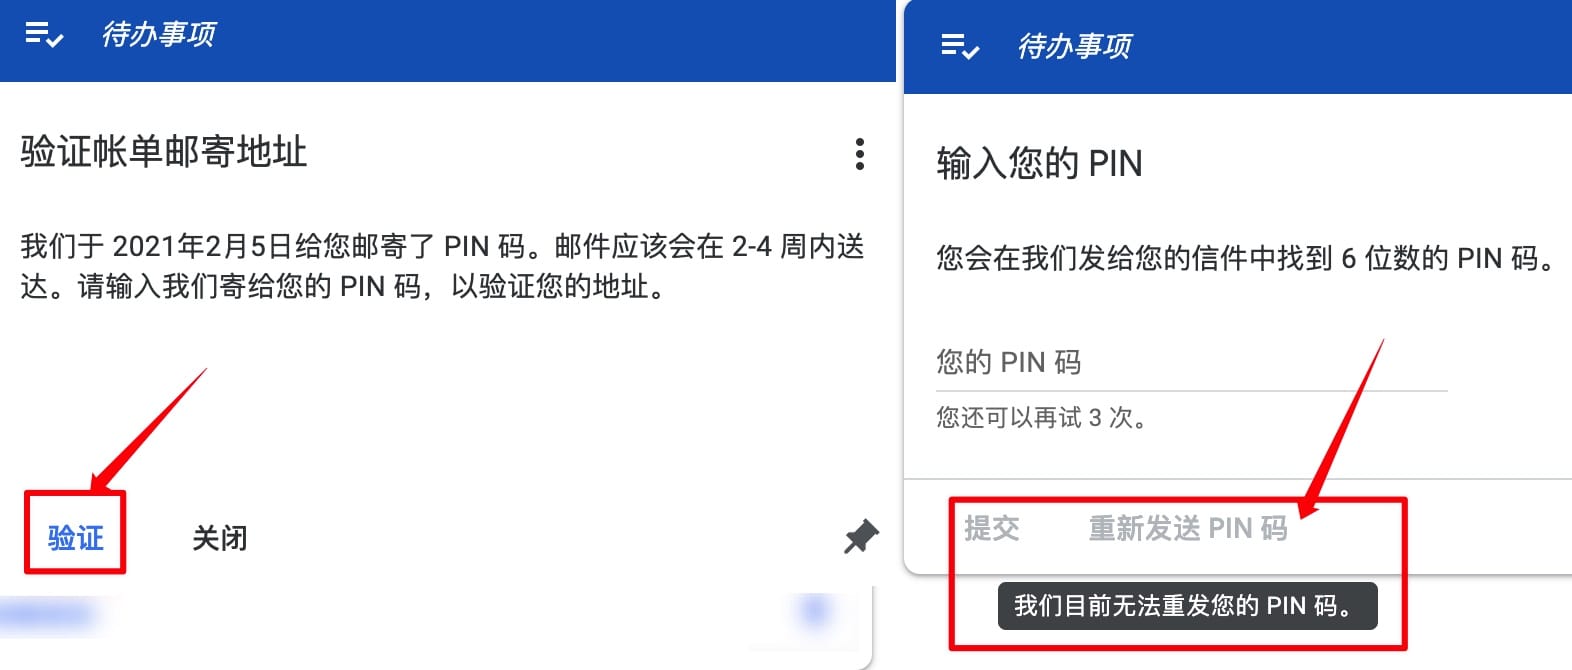 待办事项
验证帐单邮寄地址
我们于 2021年2月5日给您邮寄了 PIN 码。邮件应该会在 2-4 周内送
达。请输入我们寄给您的 PIN 码，以验证您的地址。
验证
关闭
待办事项
输入您的 PIN
您会在我们发给您的信件中找到 6 位数的 PIN 码。
您的 PIN 码
您还可以再试 3 次。
提交
重新发送 PIN 码
我们目前无法重发您的 PIN 码。